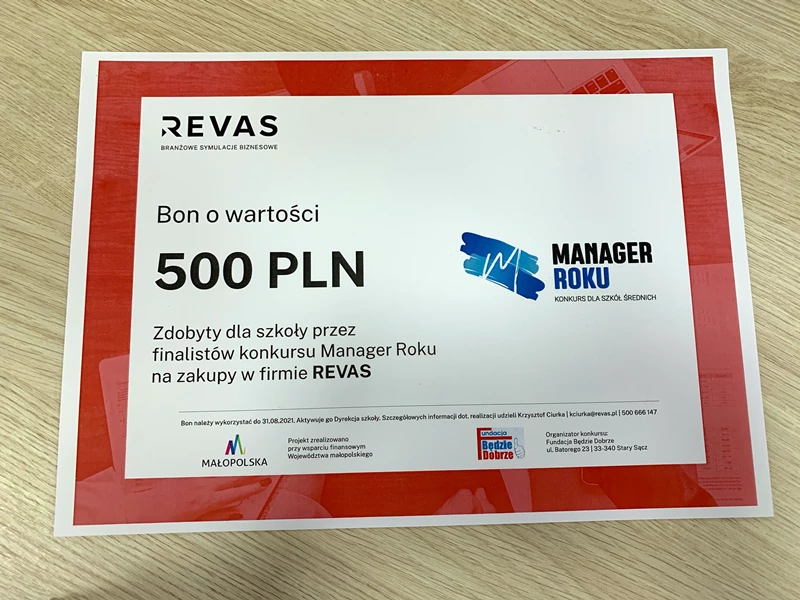 REVAS
BRANŻOWE SYMULACJE BIZNESOWE
Bon o wartości
500 PLN
MANAGER
ROKU
KONKURS DLA SZKÓŁ ŚREDNICH
Zdobyty dla szkoły przez
finalistów konkursu Manager Roku
na zakupy w firmie REVAS
Bon należy wykorzystać do 31.08.2021. Aktywuje go Dyrekcja szkoły. Szczegółowych informacji dot. realizacji udzieli Krzysztof Ciurka | kciurka@revas.pl | 500 666 147
MAŁOPOLSKA
Projekt zrealizowano
przy wsparciu finansowym
Województwa małopolskiego
undacja
Będzie
Dobrze
Organizator konkursu:
Fundacja Będzie Dobrze
ul. Batorego 23 | 33-340 Stary Sącz